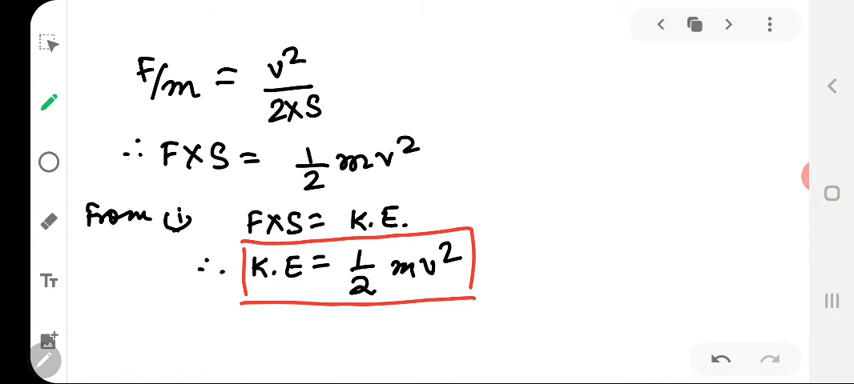 F/m = v²/2×S
∴ F×S = 1/2 mv²
From (i) F×S = K.E.
∴ K.E = 1/2 mv²